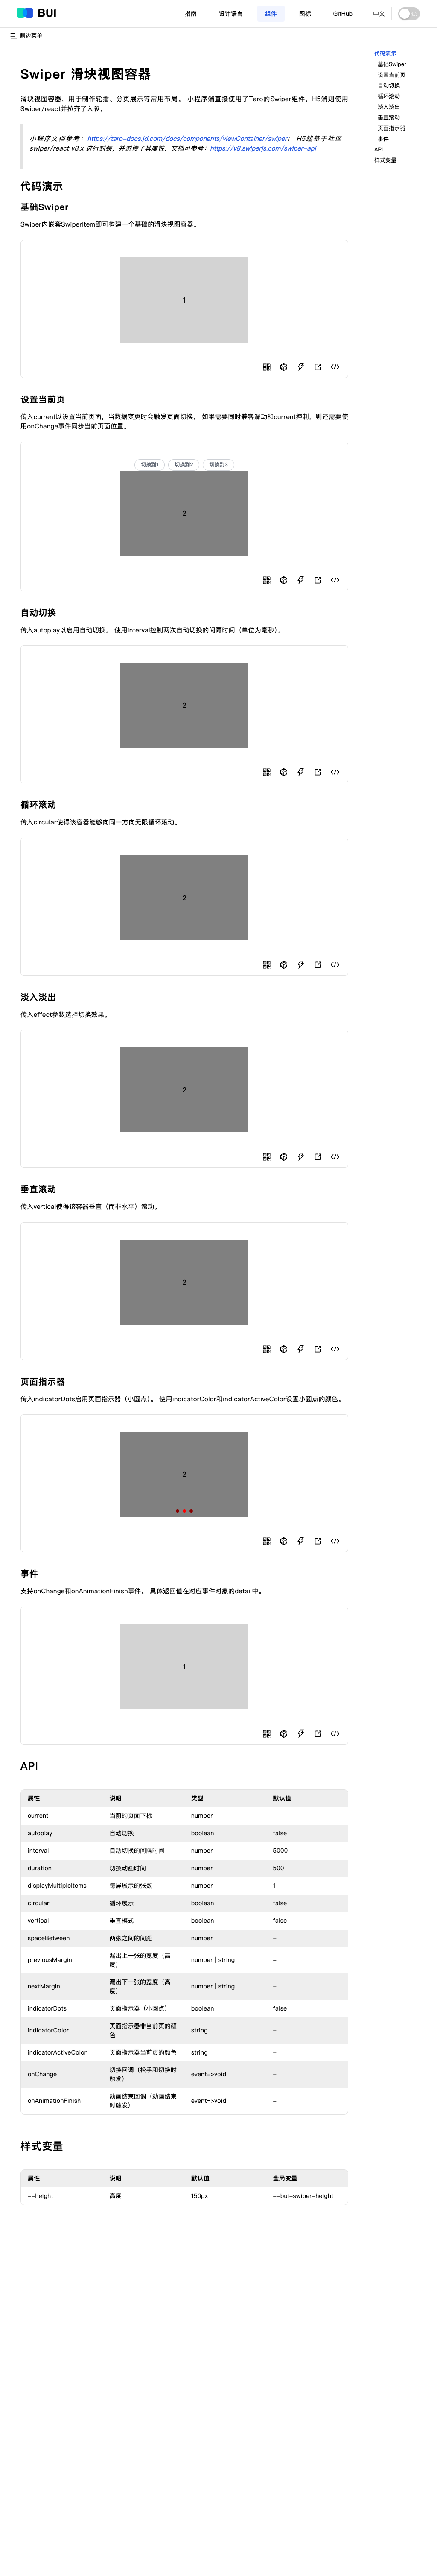 BUI
指南
设计语言
组件
图标
GitHub
中文
侧边菜单
代码演示
基础Swiper
设置当前页
自动切换
循环滚动
淡入淡出
垂直滚动
页面指示器
事件
API
样式变量
Swiper 滑块视图容器
滑块视图容器，用于制作轮播、分页展示等常用布局。 小程序端直接使用了Taro的Swiper组件，H5端则使用
Swiper/react并拉齐了入参。
小程序文档参考：https://taro-docs.jd.com/docs/components/viewContainer/swiper； H5端基于社区
swiper/react v8.x 进行封装，并透传了其属性，文档可参考：https://v8.swiperjs.com/swiper-api
代码演示
基础Swiper
Swiper内嵌套SwiperItem即可构建一个基础的滑块视图容器。
1
设置当前页
传入current以设置当前页面，当数据变更时会触发页面切换。 如果需要同时兼容滑动和current控制，则还需要使
用onChange事件同步当前页面位置。
切换到1
切换到2
切换到3
2
自动切换
传入autoplay以启用自动切换。 使用interval控制两次自动切换的间隔时间（单位为毫秒）。
2
循环滚动
传入circular使得该容器能够向同一方向无限循环滚动。
2
淡入淡出
传入effect参数选择切换效果。
2
垂直滚动
传入vertical使得该容器垂直（而非水平）滚动。
2
页面指示器
传入indicatorDots启用页面指示器（小圆点）。 使用indicatorColor和indicatorActiveColor设置小圆点的颜色。
2
事件
支持onChange和onAnimationFinish事件。 具体返回值在对应事件对象的detail中。
1
API
属性 说明 类型 默认值
current 当前的页面下标 number -
autoplay 自动切换 boolean false
interval 自动切换的间隔时间 number 5000
duration 切换动画时间 number 500
displayMultipleItems 每屏展示的张数 number 1
circular 循环展示 boolean false
vertical 垂直模式 boolean false
spaceBetween 两张之间的间距 number -
previousMargin 漏出上一张的宽度（高度） number | string -
nextMargin 漏出下一张的宽度（高度） number | string -
indicatorDots 页面指示器（小圆点） boolean false
indicatorColor 页面指示器非当前页的颜色 string -
indicatorActiveColor 页面指示器当前页的颜色 string -
onChange 切换回调（松手和切换时触发） event=>void -
onAnimationFinish 动画结束回调（动画结束时触发） event=>void -
样式变量
属性 说明 默认值 全局变量
--height 高度 150px --bui-swiper-height